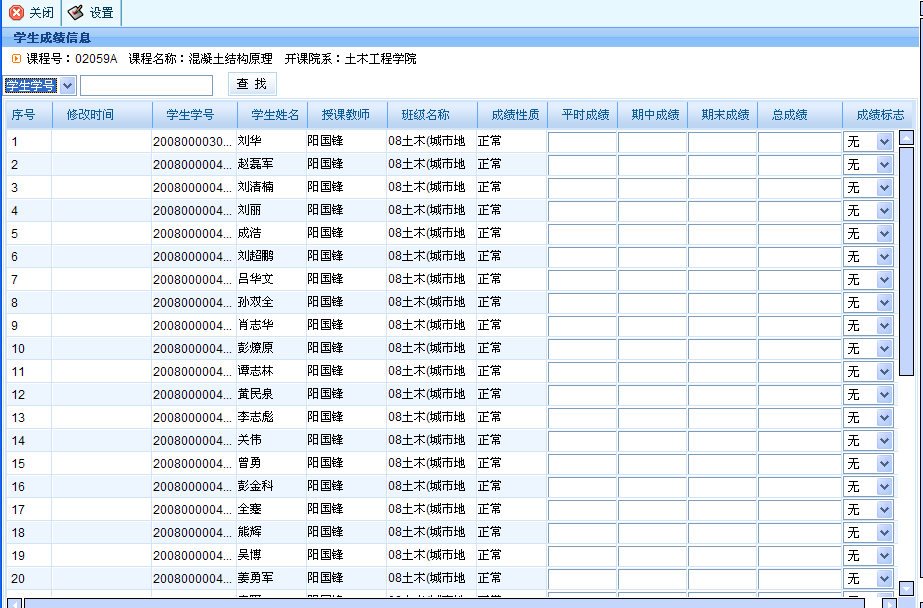 关闭 设置
学生成绩信息
课程号：02059A 课程名称：混凝土结构原理 开课院系：土木工程学院
学生学号 查 找
序号 修改时间 学生学号 学生姓名 授课教师 班级名称 成绩性质 平时成绩 期中成绩 期末成绩 总成绩 成绩标志
1 2008000030... 刘华 阳国锋 08土木(城市地 正常 无
2 2008000004... 赵磊军 阳国锋 08土木(城市地 正常 无
3 2008000004... 刘清楠 阳国锋 08土木(城市地 正常 无
4 2008000004... 刘丽 阳国锋 08土木(城市地 正常 无
5 2008000004... 成浩 阳国锋 08土木(城市地 正常 无
6 2008000004... 刘超鹏 阳国锋 08土木(城市地 正常 无
7 2008000004... 吕华文 阳国锋 08土木(城市地 正常 无
8 2008000004... 孙双全 阳国锋 08土木(城市地 正常 无
9 2008000004... 肖志华 阳国锋 08土木(城市地 正常 无
10 2008000004... 彭燎原 阳国锋 08土木(城市地 正常 无
11 2008000004... 谭志林 阳国锋 08土木(城市地 正常 无
12 2008000004... 黄民泉 阳国锋 08土木(城市地 正常 无
13 2008000004... 李志彪 阳国锋 08土木(城市地 正常 无
14 2008000004... 关伟 阳国锋 08土木(城市地 正常 无
15 2008000004... 曾勇 阳国锋 08土木(城市地 正常 无
16 2008000004... 彭金科 阳国锋 08土木(城市地 正常 无
17 2008000004... 全蹇 阳国锋 08土木(城市地 正常 无
18 2008000004... 熊辉 阳国锋 08土木(城市地 正常 无
19 2008000004... 吴博 阳国锋 08土木(城市地 正常 无
20 2008000004... 姜勇军 阳国锋 08土木(城市地 正常 无